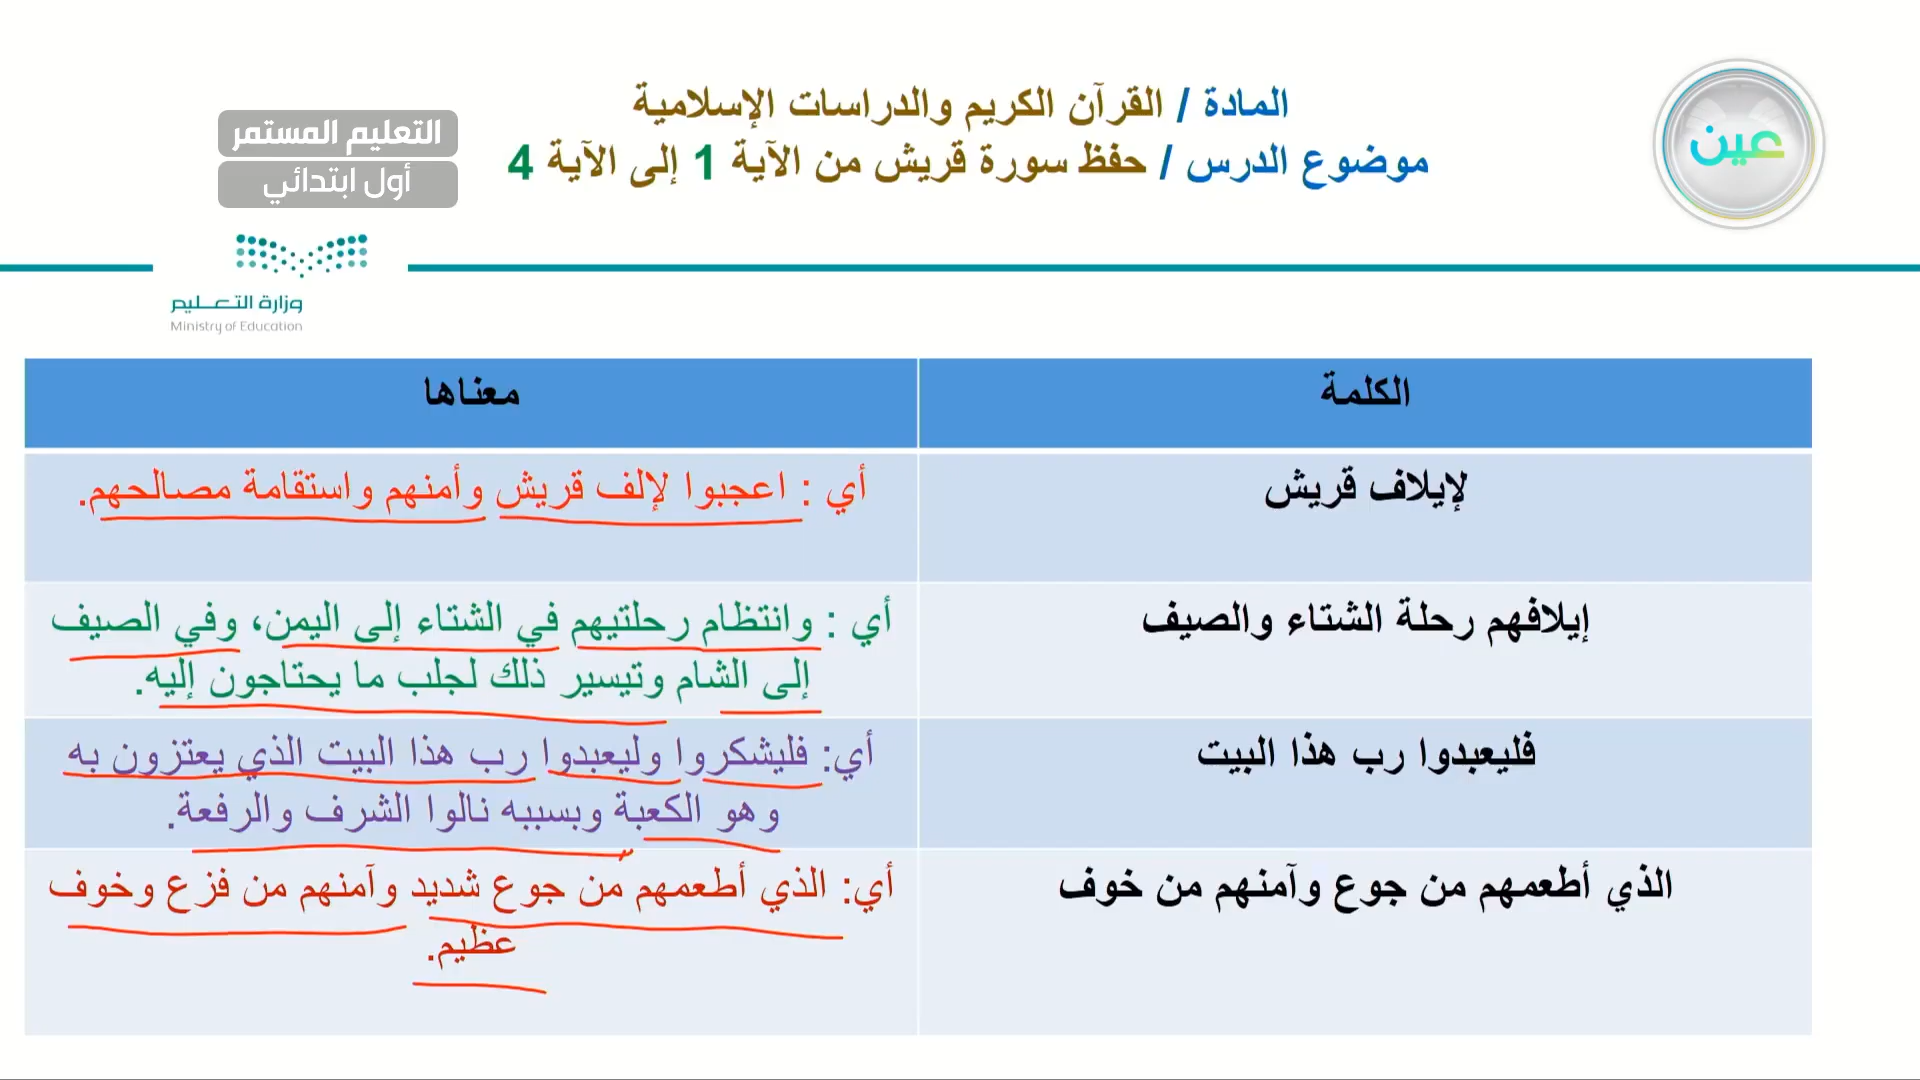 المادة / القرآن الكريم والدراسات الإسلامية
موضوع الدرس / حفظ سورة قريش من الآية 1 إلى الآية 4
عين
التعليم المستمر
أول ابتدائي
وزارة التعليم
Ministry of Education
الكلمة
معناها
لإيلاف قريش
أي : اعجبوا لإلف قريش وأمنهم واستقامة مصالحهم.
إيلافهم رحلة الشتاء والصيف
أي : وانتظام رحلتيهم في الشتاء إلى اليمن، وفي الصيف
إلى الشام وتيسير ذلك لجلب ما يحتاجون إليه.
فليعبدوا رب هذا البيت
أي: فليشكروا وليعبدوا رب هذا البيت الذي يعتزون به
وهو الكعبة وبسببه نالوا الشرف والرفعة.
الذي أطعمهم من جوع وآمنهم من خوف
أي: الذي أطعمهم من جوع شديد وآمنهم من فزع وخوف
عظيم.